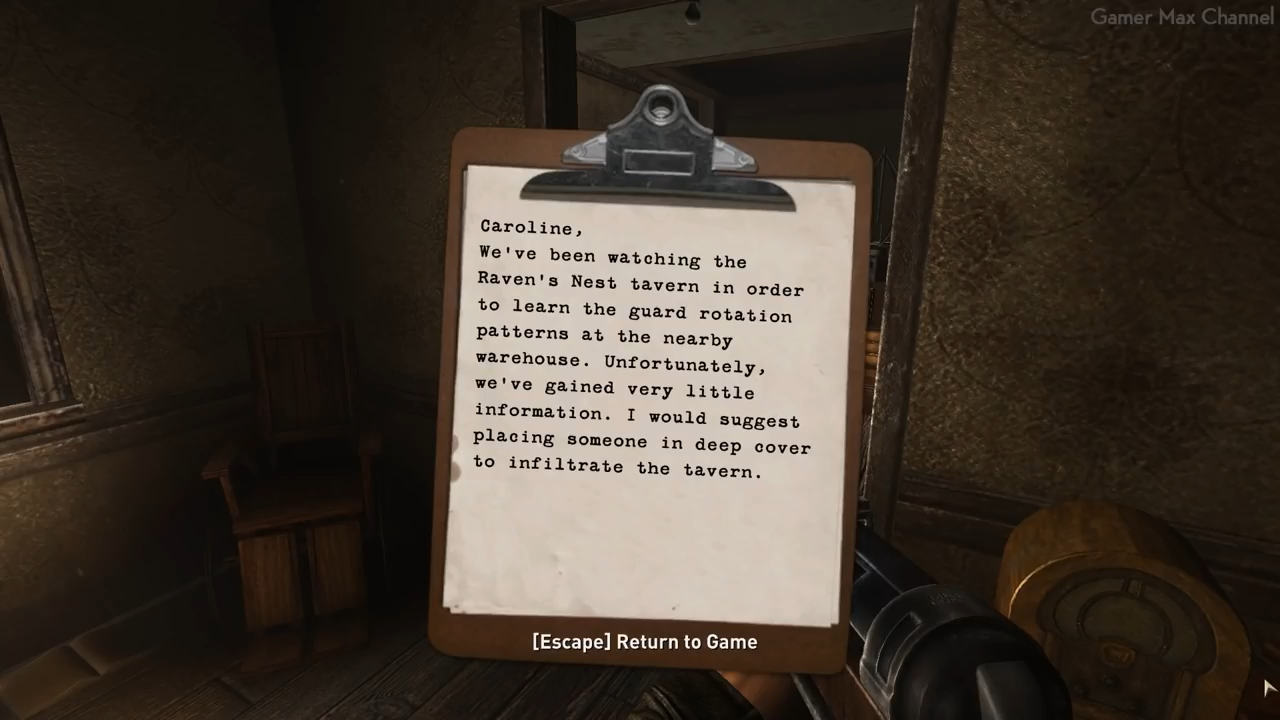 Gamer Max Channel
Caroline,
We've been watching the
Raven's Nest tavern in order
to learn the guard rotation
patterns at the nearby
warehouse. Unfortunately,
we've gained very little
information. I would suggest
placing someone in deep cover
to infiltrate the tavern.
[Escape] Return to Game